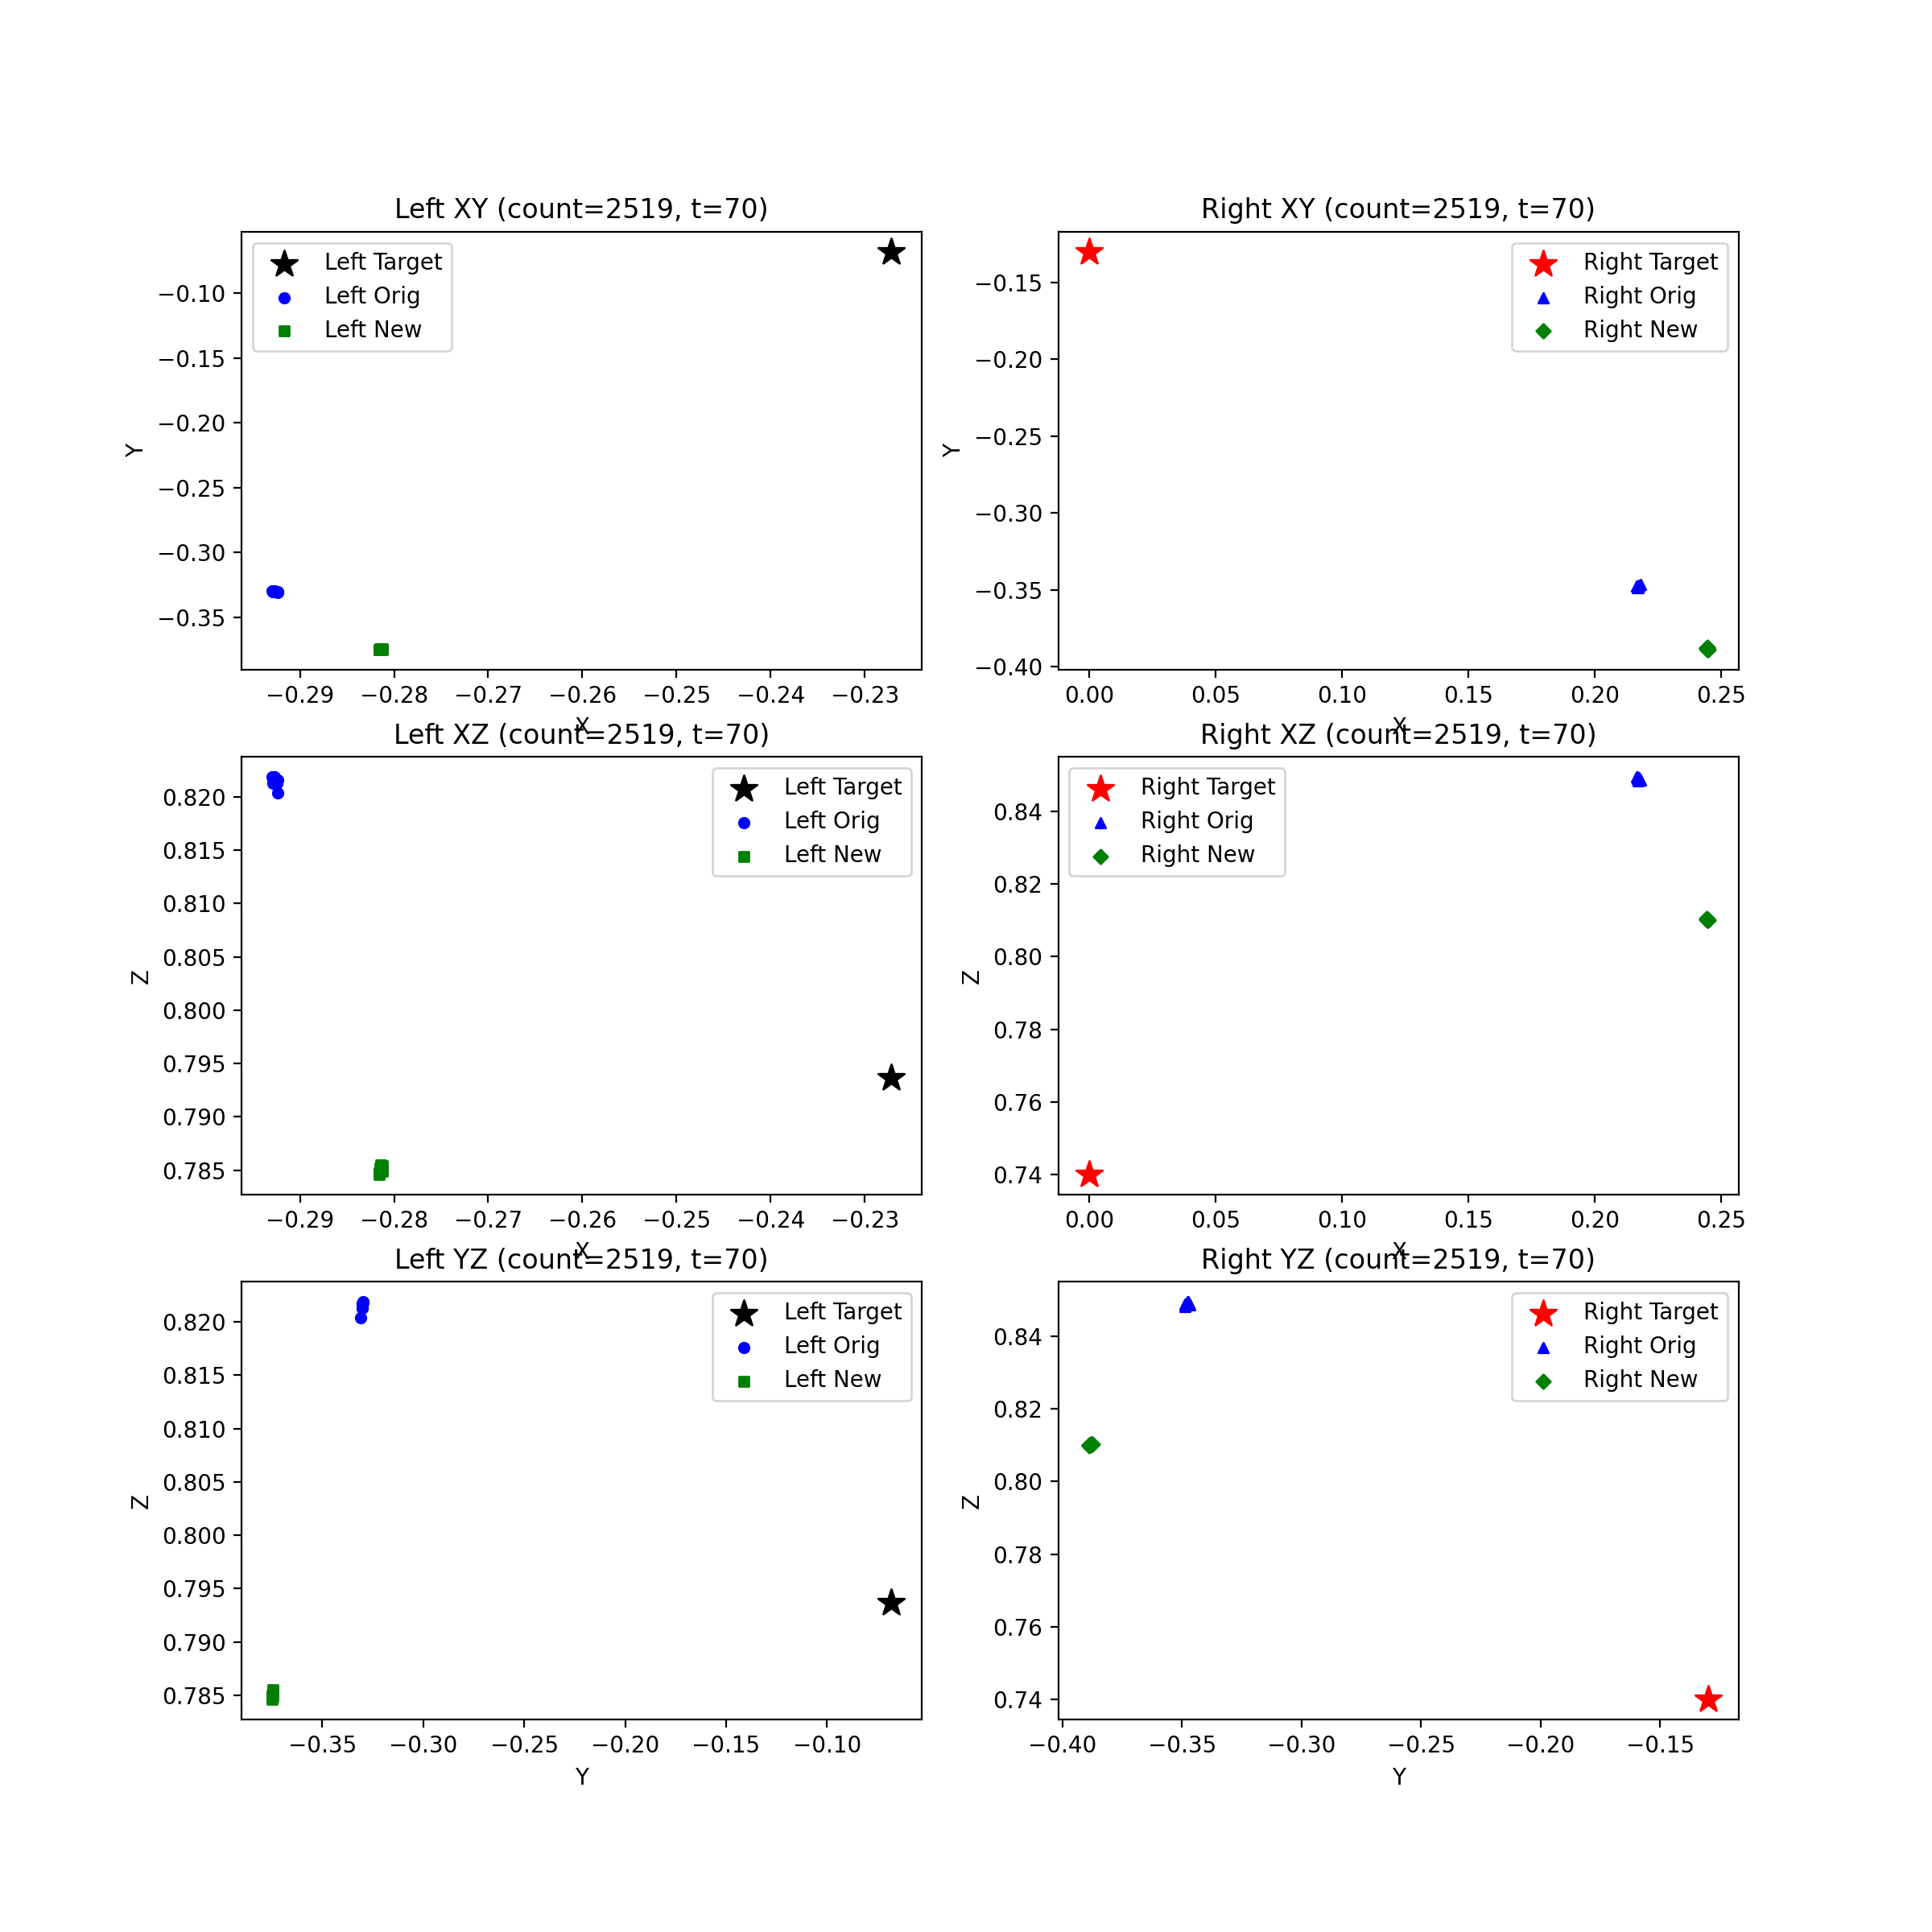 Left XY (count=2519, t=70)
Left Target
Left Orig
Left New
−0.10
−0.15
−0.20
−0.25
−0.30
−0.35
Y
−0.29 −0.28 −0.27 −0.26 −0.25 −0.24 −0.23
X
Right XY (count=2519, t=70)
Right Target
Right Orig
Right New
−0.15
−0.20
−0.25
−0.30
−0.35
−0.40
Y
0.00 0.05 0.10 0.15 0.20 0.25
X
Left XZ (count=2519, t=70)
Left Target
Left Orig
Left New
0.820
0.815
0.810
0.805
0.800
0.795
0.790
0.785
Z
−0.29 −0.28 −0.27 −0.26 −0.25 −0.24 −0.23
X
Right XZ (count=2519, t=70)
Right Target
Right Orig
Right New
0.84
0.82
0.80
0.78
0.76
0.74
Z
0.00 0.05 0.10 0.15 0.20 0.25
X
Left YZ (count=2519, t=70)
Left Target
Left Orig
Left New
0.820
0.815
0.810
0.805
0.800
0.795
0.790
0.785
Z
−0.35 −0.30 −0.25 −0.20 −0.15 −0.10
Y
Right YZ (count=2519, t=70)
Right Target
Right Orig
Right New
0.84
0.82
0.80
0.78
0.76
0.74
Z
−0.40 −0.35 −0.30 −0.25 −0.20 −0.15
Y